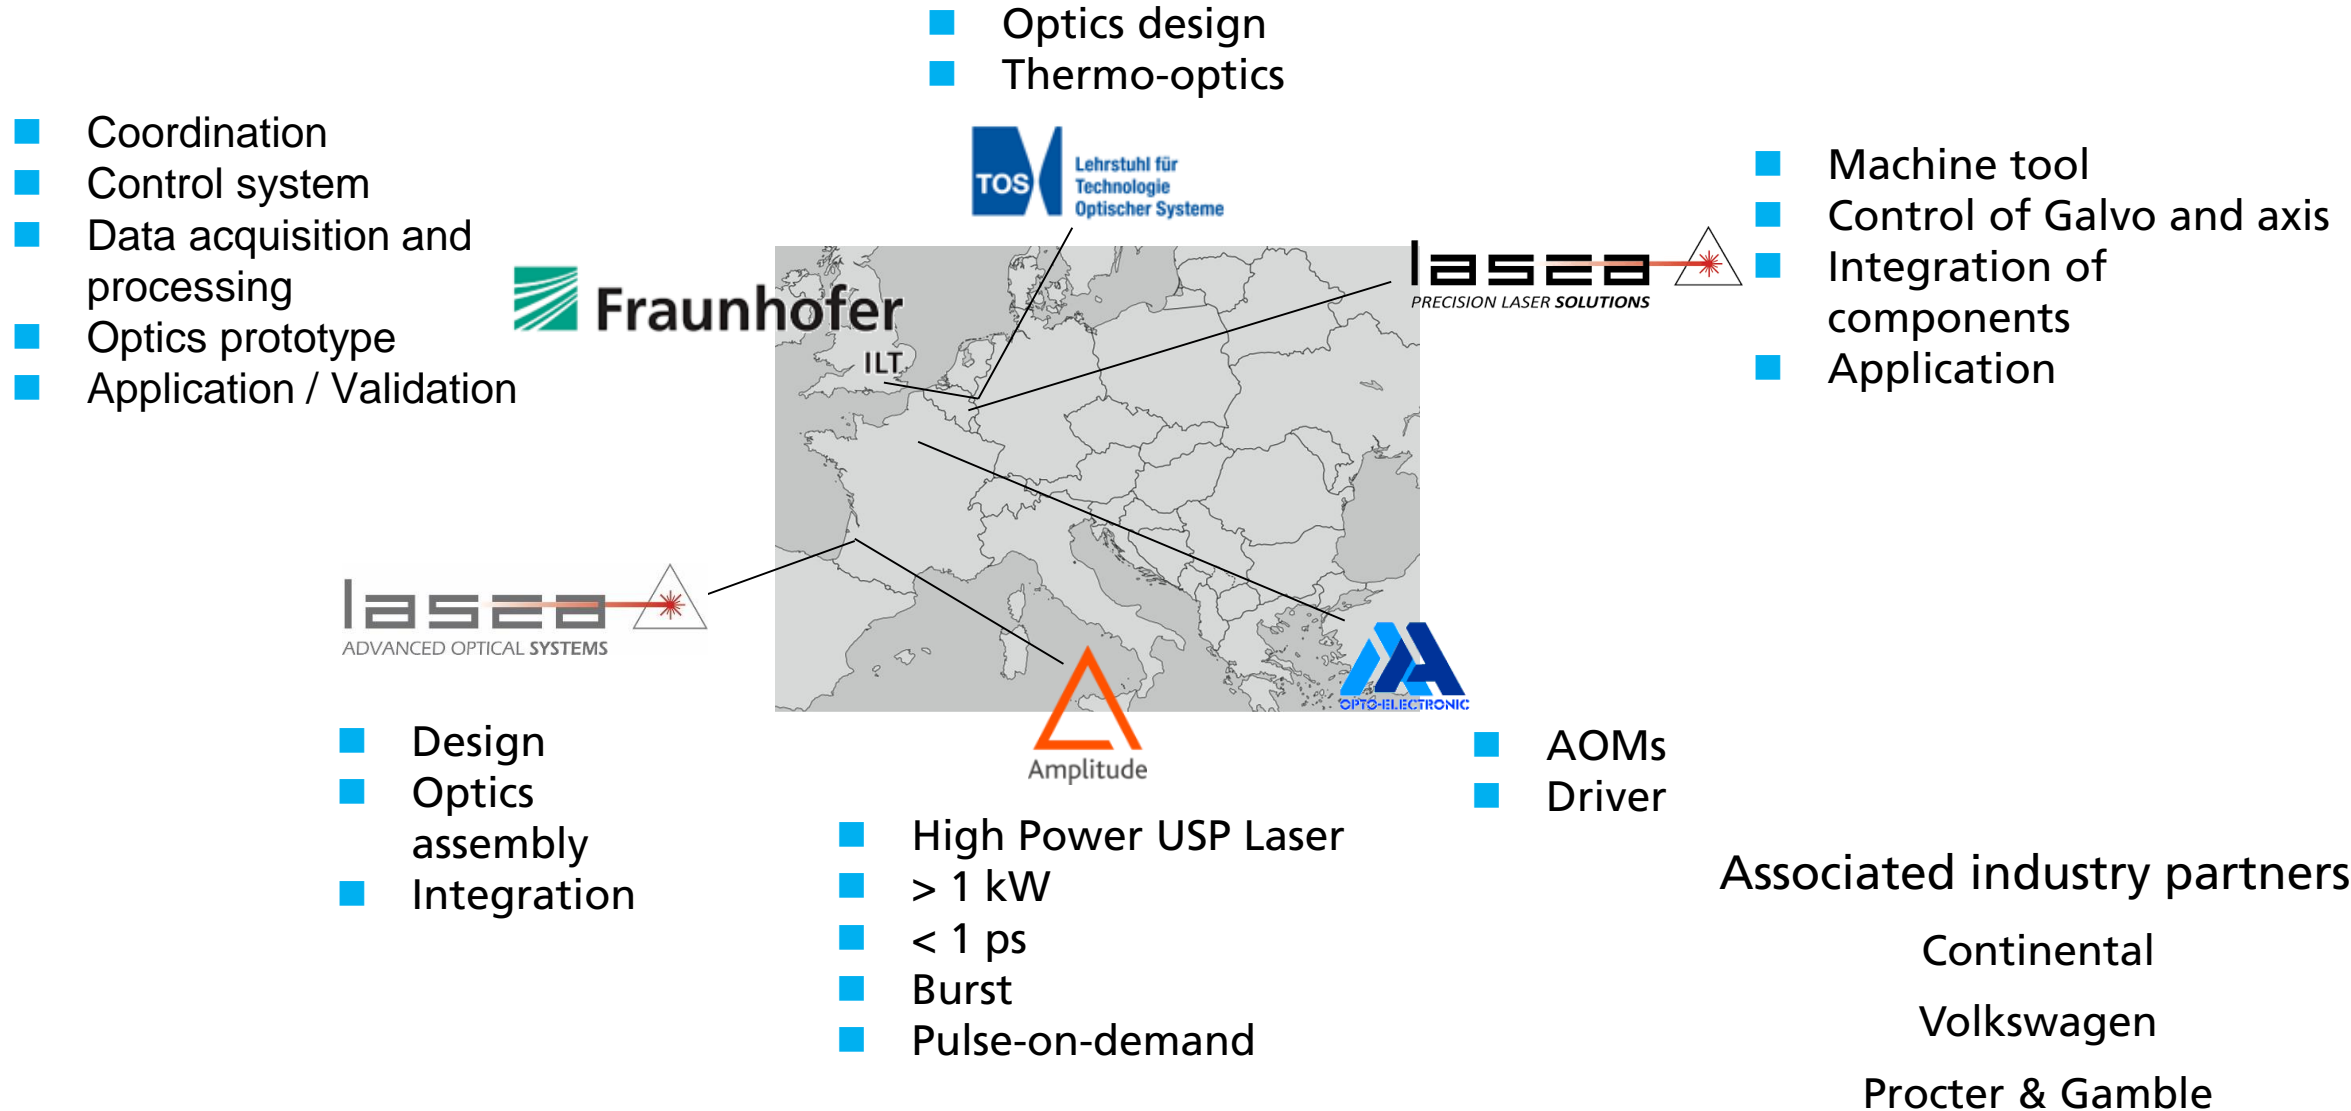 Optics design
Thermo-optics
Coordination
Control system
Data acquisition and
processing
Optics prototype
Application / Validation
TOS
Lehrstuhl für
Technologie
Optischer Systeme
Fraunhofer
ILT
lasea
PRECISION LASER SOLUTIONS
Machine tool
Control of Galvo and axis
Integration of
components
Application
lasea
ADVANCED OPTICAL SYSTEMS
Design
Optics
assembly
Integration
Amplitude
High Power USP Laser
> 1 kW
< 1 ps
Burst
Pulse-on-demand
AA
OPTO-ELECTRONIC
AOMs
Driver
Associated industry partners
Continental
Volkswagen
Procter & Gamble